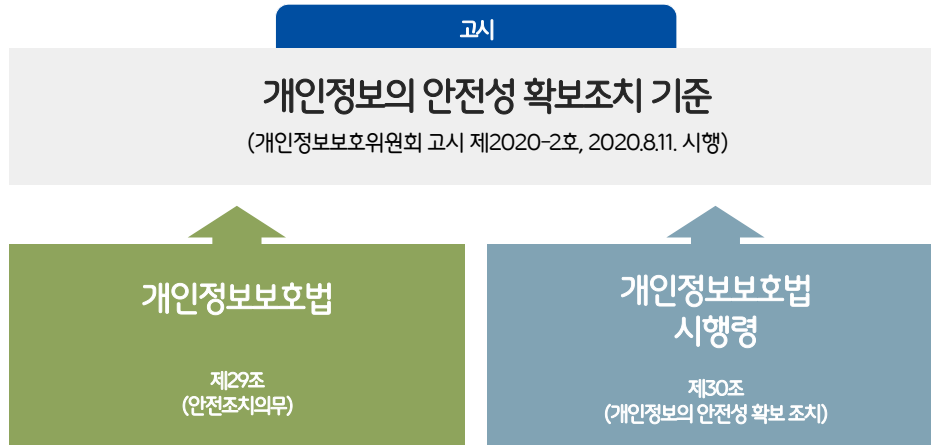 고시
개인정보의 안전성 확보조치 기준
(개인정보보호위원회 고시 제2020-2호, 2020.8.11. 시행)
개인정보보호법
제29조
(안전조치의무)
개인정보보호법
시행령
제30조
(개인정보의 안전성 확보 조치)